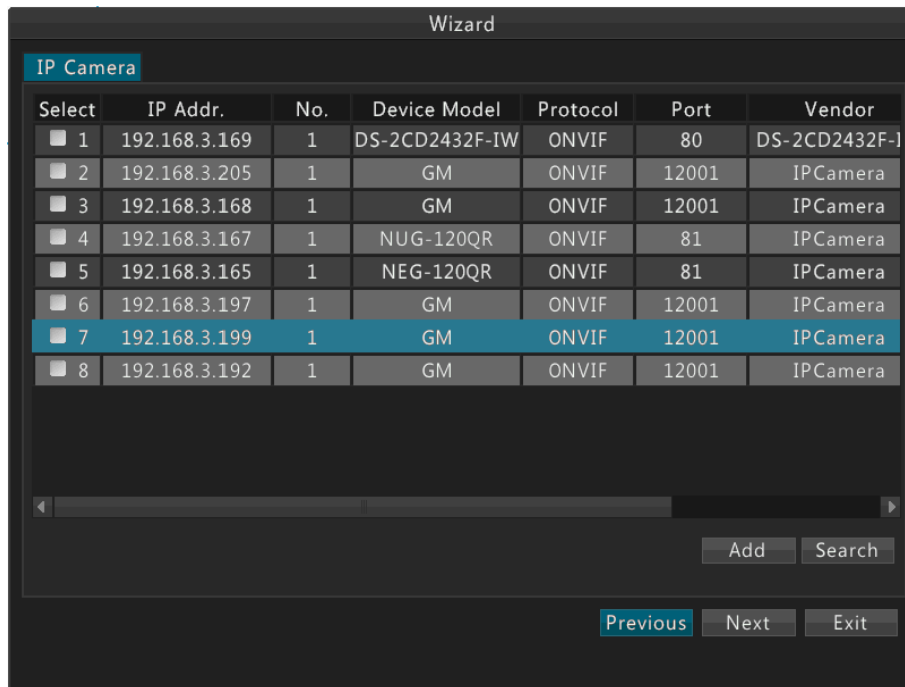 Wizard
IP Camera
Select IP Addr. No. Device Model Protocol Port Vendor
1 192.168.3.169 1 DS-2CD2432F-IW ONVIF 80 DS-2CD2432F-I
2 192.168.3.205 1 GM ONVIF 12001 IPCamera
3 192.168.3.168 1 GM ONVIF 12001 IPCamera
4 192.168.3.167 1 NUG-120QR ONVIF 81 IPCamera
5 192.168.3.165 1 NEG-120QR ONVIF 81 IPCamera
6 192.168.3.197 1 GM ONVIF 12001 IPCamera
7 192.168.3.199 1 GM ONVIF 12001 IPCamera
8 192.168.3.192 1 GM ONVIF 12001 IPCamera
Add Search
Previous Next Exit